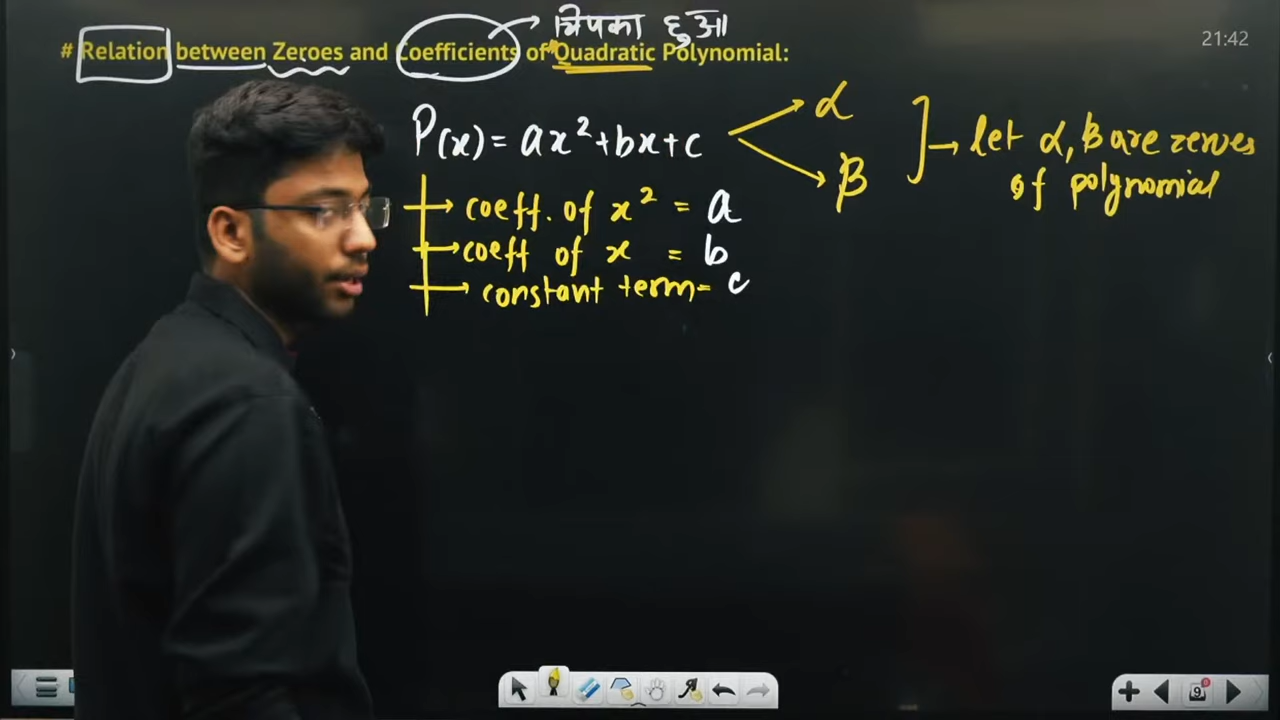 चिपका हुआ
21:42
# Relation between Zeroes and Coefficients of Quadratic Polynomial:
P(x) = ax²+bx+c
α
β
let α, β are zeroes of polynomial
coeff. of x² = a
coeff of x = b
constant term = c
9